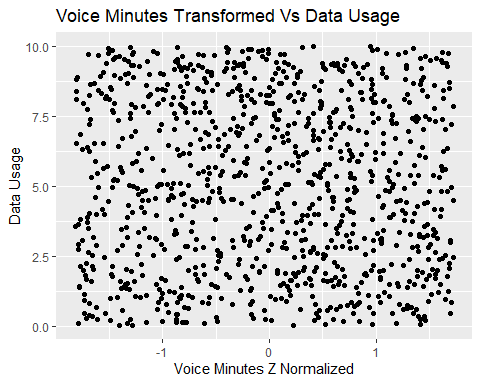 Voice Minutes Transformed Vs Data Usage
10.0
7.5
5.0
2.5
0.0
Data Usage
-1
0
1
Voice Minutes Z Normalized